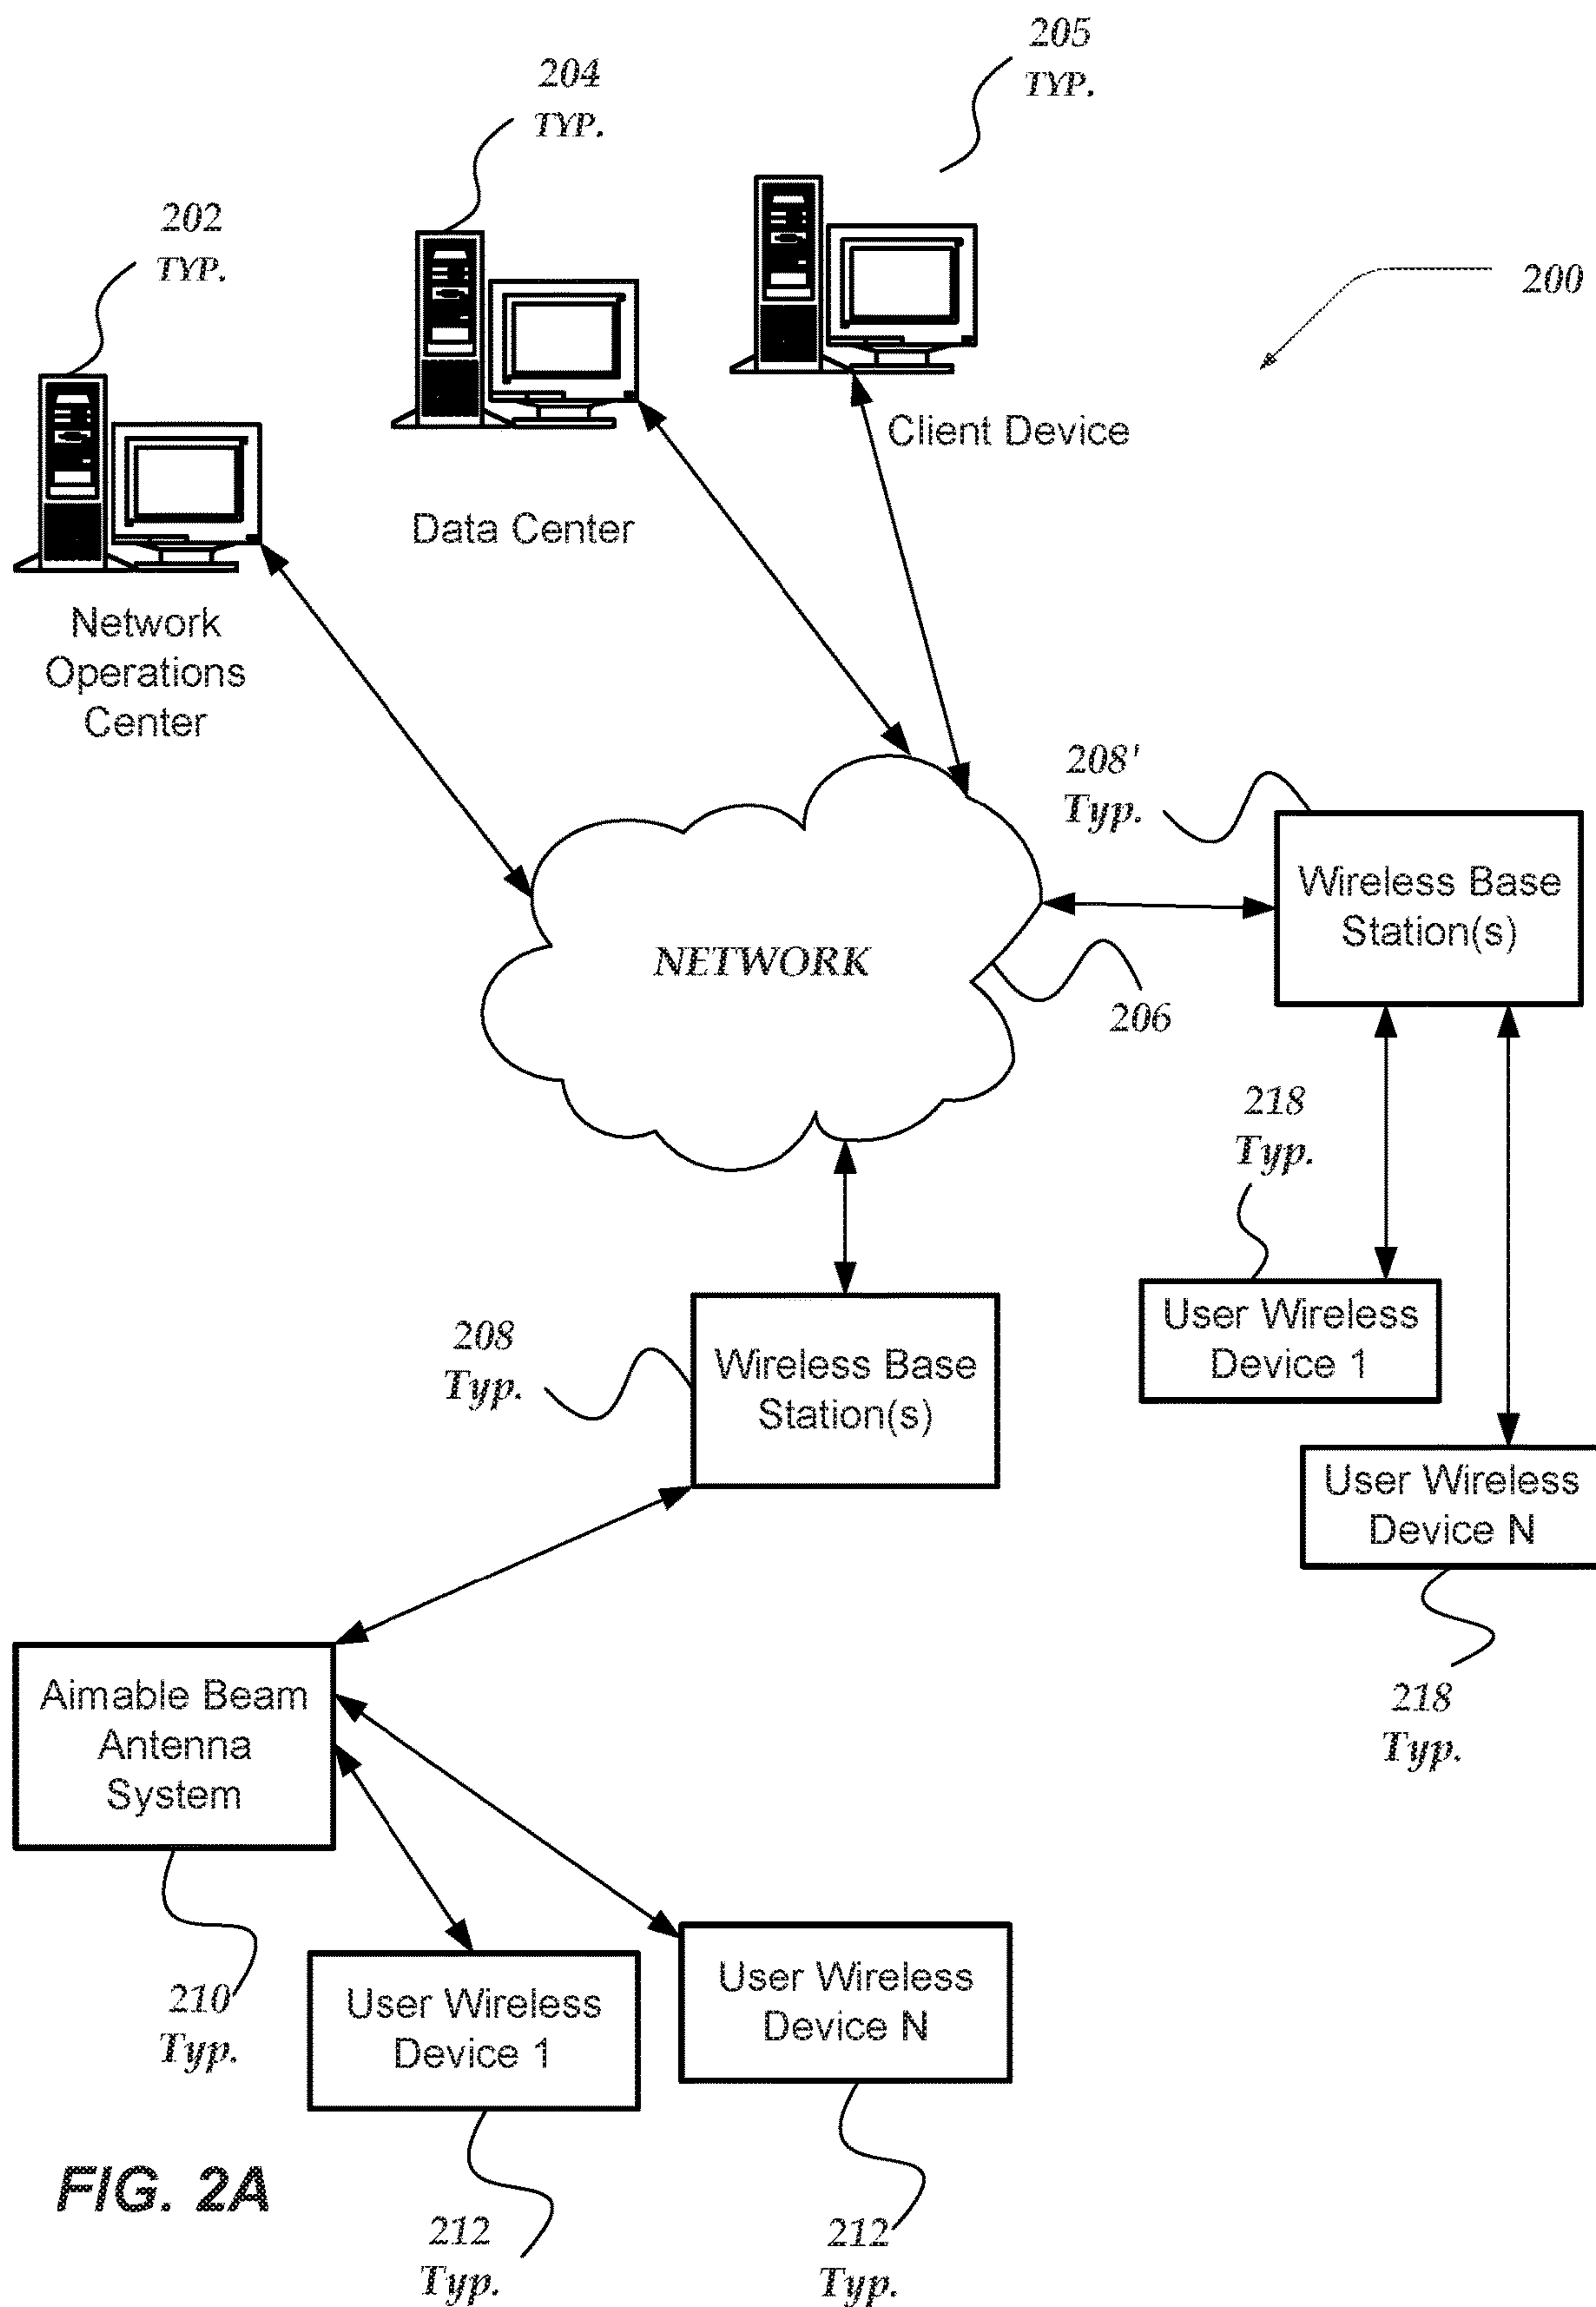 205
TYP.
204
TYP.
202
TYP.
200
Client Device
Data Center
Network
Operations
Center
208'
Typ.
Wireless Base
Station(s)
NETWORK
206
218
Typ.
User Wireless
Device 1
208
Typ.
Wireless Base
Station(s)
User Wireless
Device N
218
Typ.
Aimable Beam
Antenna
System
210
Typ.
User Wireless
Device 1
User Wireless
Device N
FIG. 2A
212
Typ.
212
Typ.